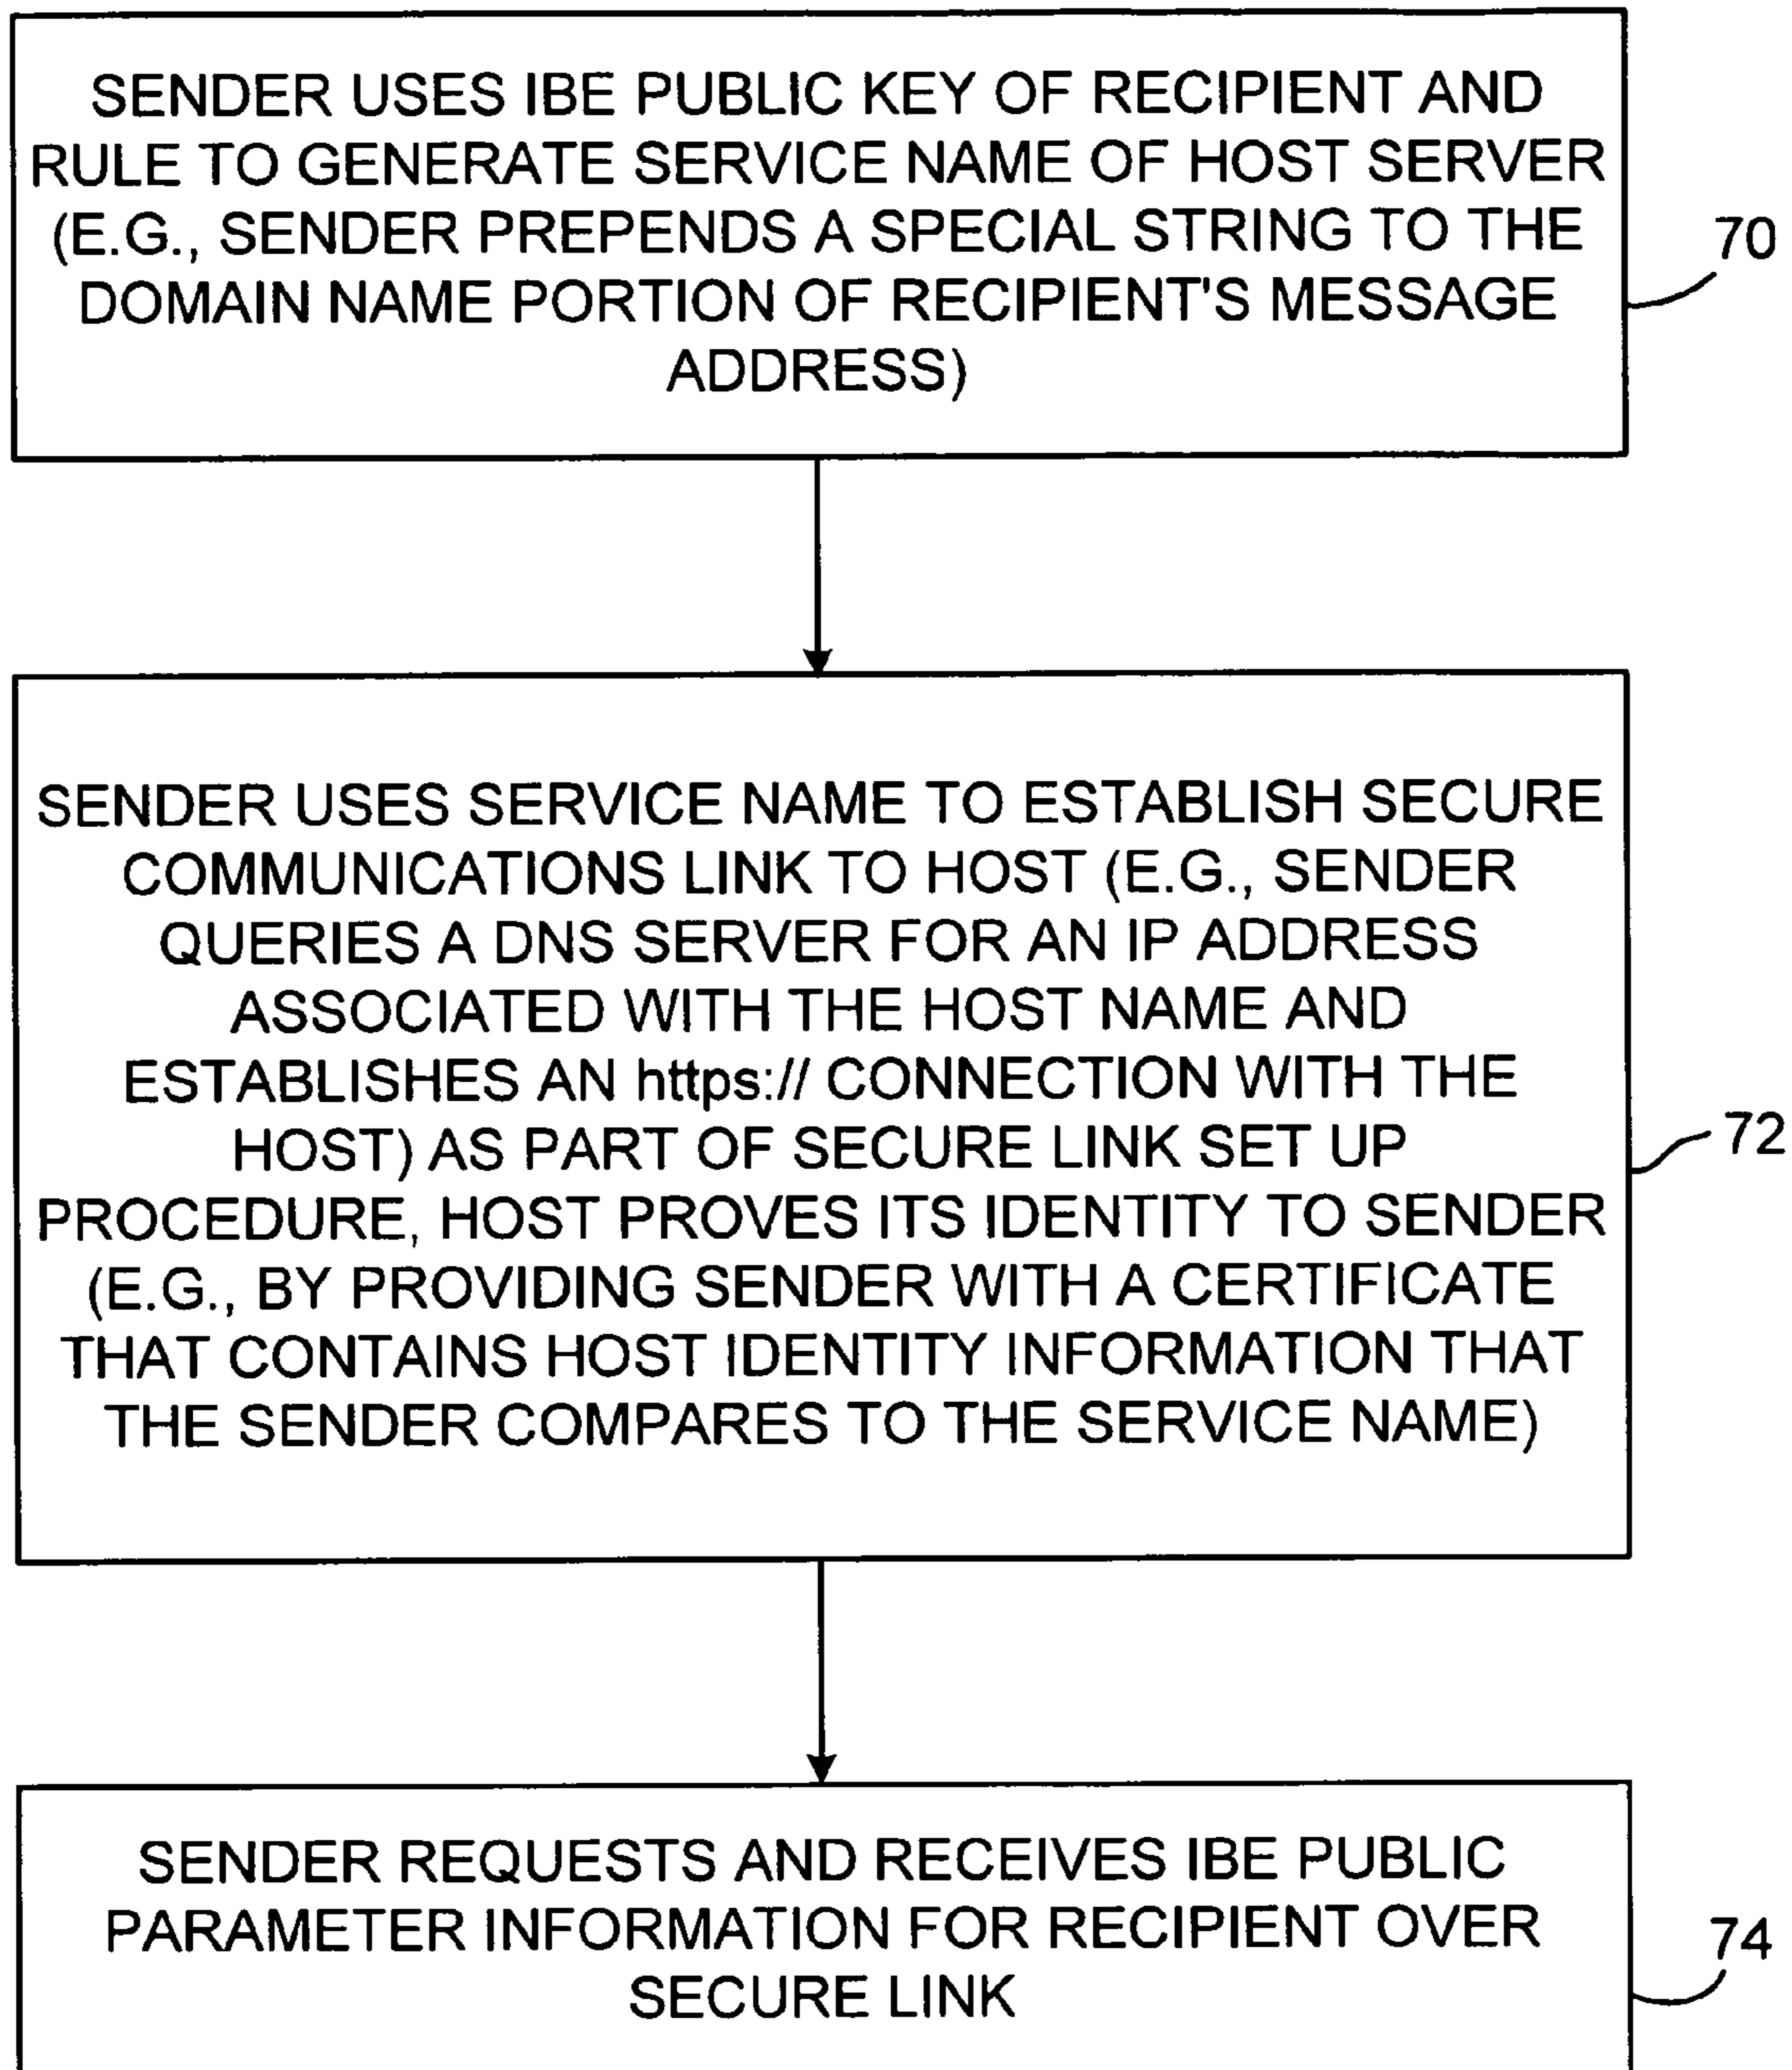 SENDER USES IBE PUBLIC KEY OF RECIPIENT AND
RULE TO GENERATE SERVICE NAME OF HOST SERVER
(E.G., SENDER PREPENDS A SPECIAL STRING TO THE
DOMAIN NAME PORTION OF RECIPIENT'S MESSAGE
ADDRESS)
70
SENDER USES SERVICE NAME TO ESTABLISH SECURE
COMMUNICATIONS LINK TO HOST (E.G., SENDER
QUERIES A DNS SERVER FOR AN IP ADDRESS
ASSOCIATED WITH THE HOST NAME AND
ESTABLISHES AN https:// CONNECTION WITH THE
HOST) AS PART OF SECURE LINK SET UP
PROCEDURE, HOST PROVES ITS IDENTITY TO SENDER
(E.G., BY PROVIDING SENDER WITH A CERTIFICATE
THAT CONTAINS HOST IDENTITY INFORMATION THAT
THE SENDER COMPARES TO THE SERVICE NAME)
72
SENDER REQUESTS AND RECEIVES IBE PUBLIC
PARAMETER INFORMATION FOR RECIPIENT OVER
SECURE LINK
74